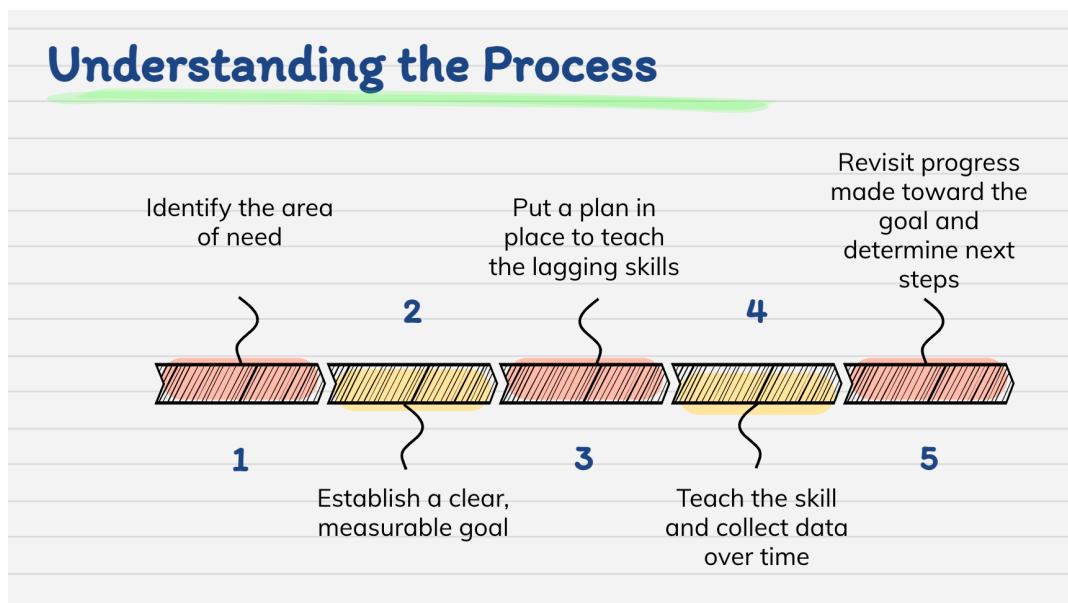 Understanding the Process
1
Identify the area
of need
2
Establish a clear,
measurable goal
3
Put a plan in
place to teach
the lagging skills
4
Teach the skill
and collect data
over time
5
Revisit progress
made toward the
goal and
determine next
steps